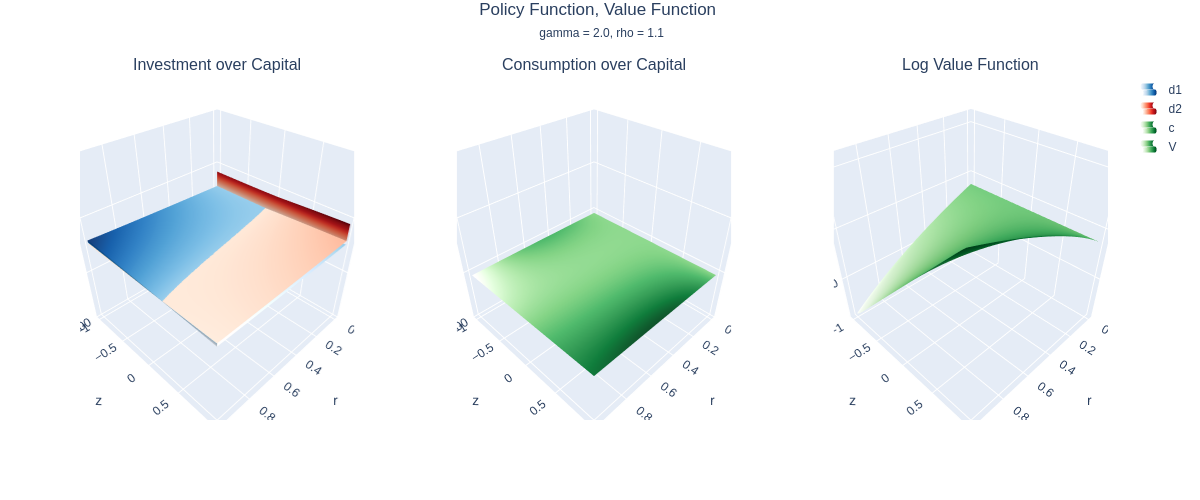 Policy Function, Value Function
gamma = 2.0, rho = 1.1
Investment over Capital
Consumption over Capital
Log Value Function
d1
d2
c
V
−0.5
0
0.5
z
0
0.2
0.4
0.6
0.8
r
−0.5
0
0.5
z
0
0.2
0.4
0.6
0.8
r
0
−1
−0.5
0
0.5
z
0
0.2
0.4
0.6
0.8
r